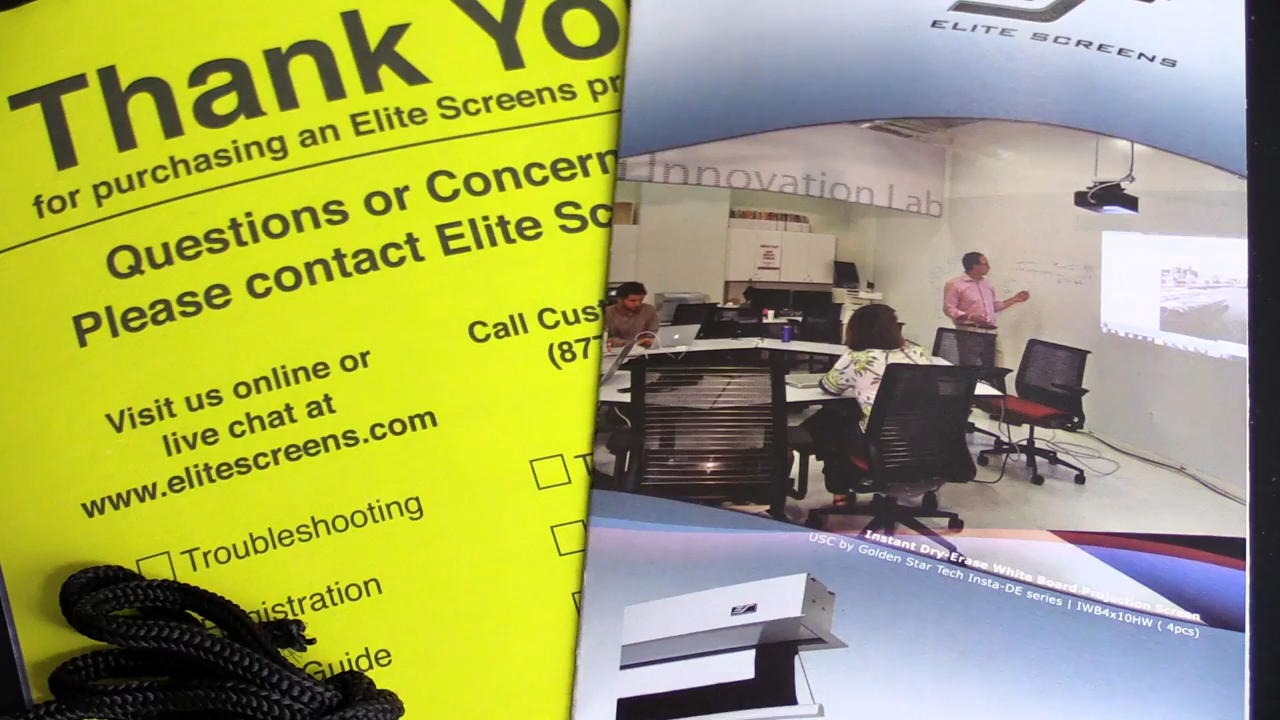 Thank Yo
for purchasing an Elite Screens pr
Questions or Concern
Please contact Elite Sc
Visit us online or
live chat at
www.elitescreens.com
Call Cus
(877
Troubleshooting
gistration
Guide
ELITE SCREENS
Innovation Lab
Instant Dry-Erase White Board Projection Screen
USC by Golden Star Tech Insta-DE series | IWB4x10HW ( 4pcs)